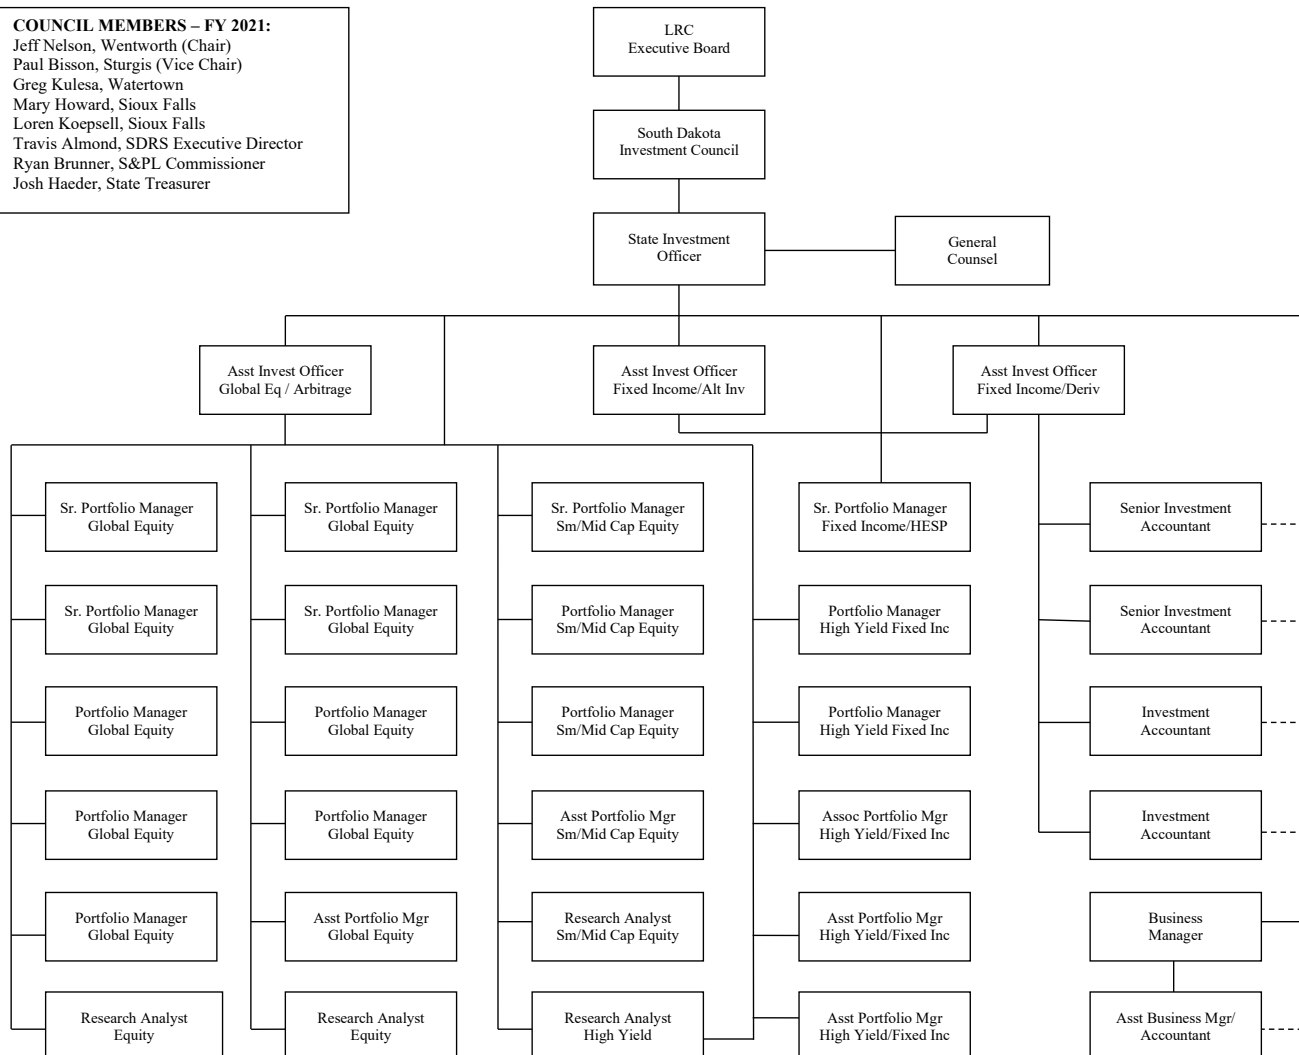 COUNCIL MEMBERS – FY 2021:
Jeff Nelson, Wentworth (Chair)
Paul Bisson, Sturgis (Vice Chair)
Greg Kulesa, Watertown
Mary Howard, Sioux Falls
Loren Koepsell, Sioux Falls
Travis Almond, SDRS Executive Director
Ryan Brunner, S&PL Commissioner
Josh Haeder, State Treasurer
LRC
Executive Board
South Dakota
Investment Council
State Investment
Officer
General
Counsel
Asst Invest Officer
Global Eq / Arbitrage
Asst Invest Officer
Fixed Income/Alt Inv
Asst Invest Officer
Fixed Income/Deriv
Sr. Portfolio Manager
Global Equity
Sr. Portfolio Manager
Global Equity
Sr. Portfolio Manager
Sm/Mid Cap Equity
Sr. Portfolio Manager
Fixed Income/HESP
Senior Investment
Accountant
Sr. Portfolio Manager
Global Equity
Sr. Portfolio Manager
Global Equity
Portfolio Manager
Sm/Mid Cap Equity
Portfolio Manager
High Yield Fixed Inc
Senior Investment
Accountant
Portfolio Manager
Global Equity
Portfolio Manager
Global Equity
Portfolio Manager
Sm/Mid Cap Equity
Portfolio Manager
High Yield Fixed Inc
Investment
Accountant
Portfolio Manager
Global Equity
Portfolio Manager
Global Equity
Asst Portfolio Mgr
Sm/Mid Cap Equity
Assoc Portfolio Mgr
High Yield/Fixed Inc
Investment
Accountant
Portfolio Manager
Global Equity
Asst Portfolio Mgr
Global Equity
Research Analyst
Sm/Mid Cap Equity
Asst Portfolio Mgr
High Yield/Fixed Inc
Business
Manager
Research Analyst
Equity
Research Analyst
Equity
Research Analyst
High Yield
Asst Portfolio Mgr
High Yield/Fixed Inc
Asst Business Mgr/
Accountant